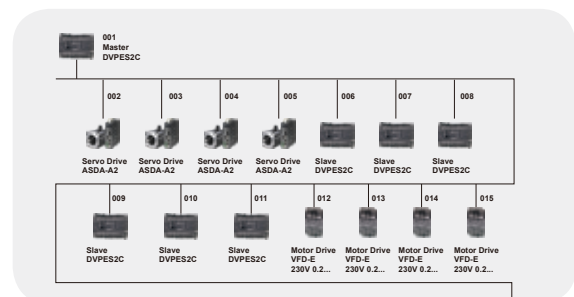 001
Master
DVPES2C
002
003
004
005
006
007
008
Servo Drive
ASDA-A2
Servo Drive
ASDA-A2
Servo Drive
ASDA-A2
Servo Drive
ASDA-A2
Slave
DVPES2C
Slave
DVPES2C
Slave
DVPES2C
009
010
011
012
013
014
015
Slave
DVPES2C
Slave
DVPES2C
Slave
DVPES2C
Motor Drive
VFD-E
230V 0.2...
Motor Drive
VFD-E
230V 0.2...
Motor Drive
VFD-E
230V 0.2...
Motor Drive
VFD-E
230V 0.2...